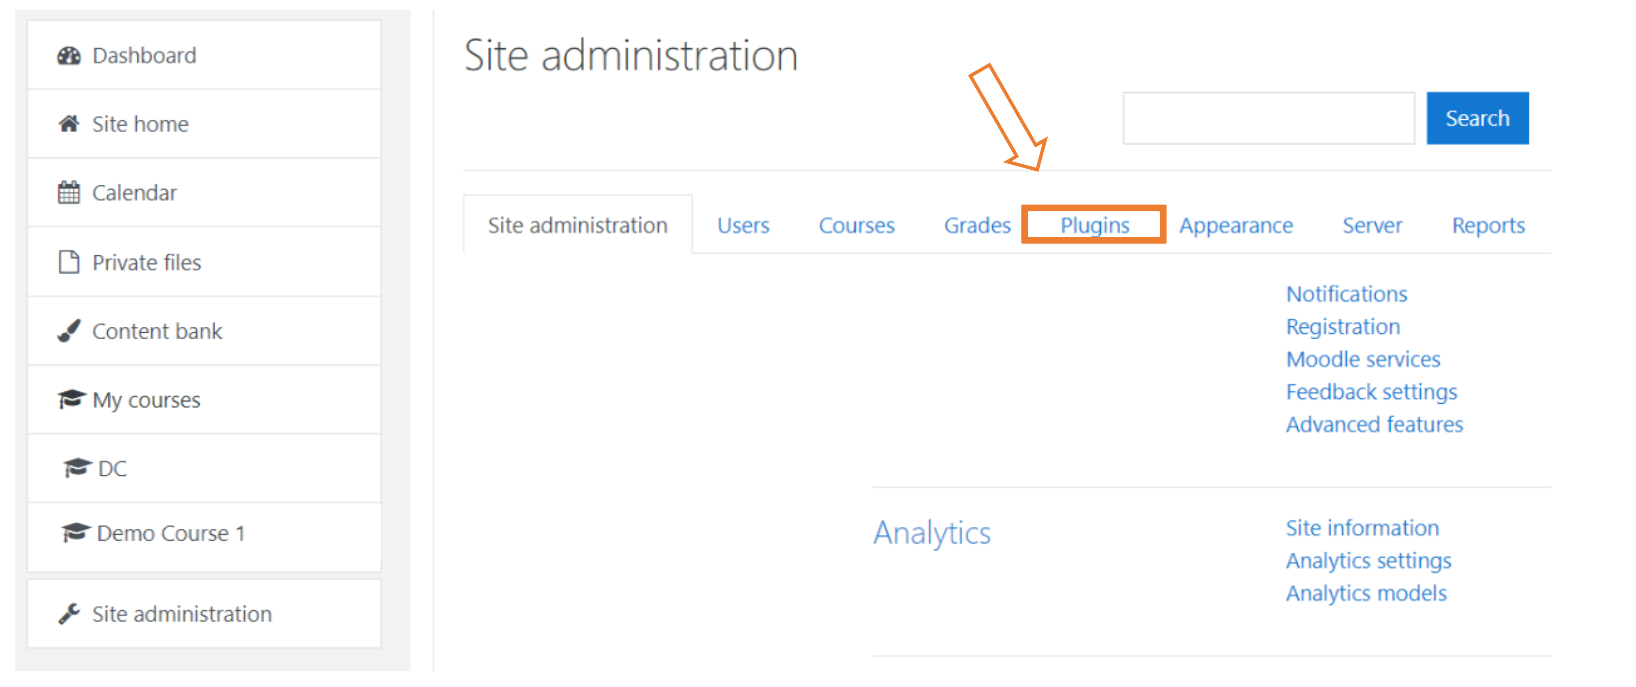 Dashboard
Site home
Calendar
Private files
Content bank
My courses
DC
Demo Course 1
Site administration
Site administration
Search
Site administration Users Courses Grades Plugins Appearance Server Reports
Notifications
Registration
Moodle services
Feedback settings
Advanced features
Analytics
Site information
Analytics settings
Analytics models